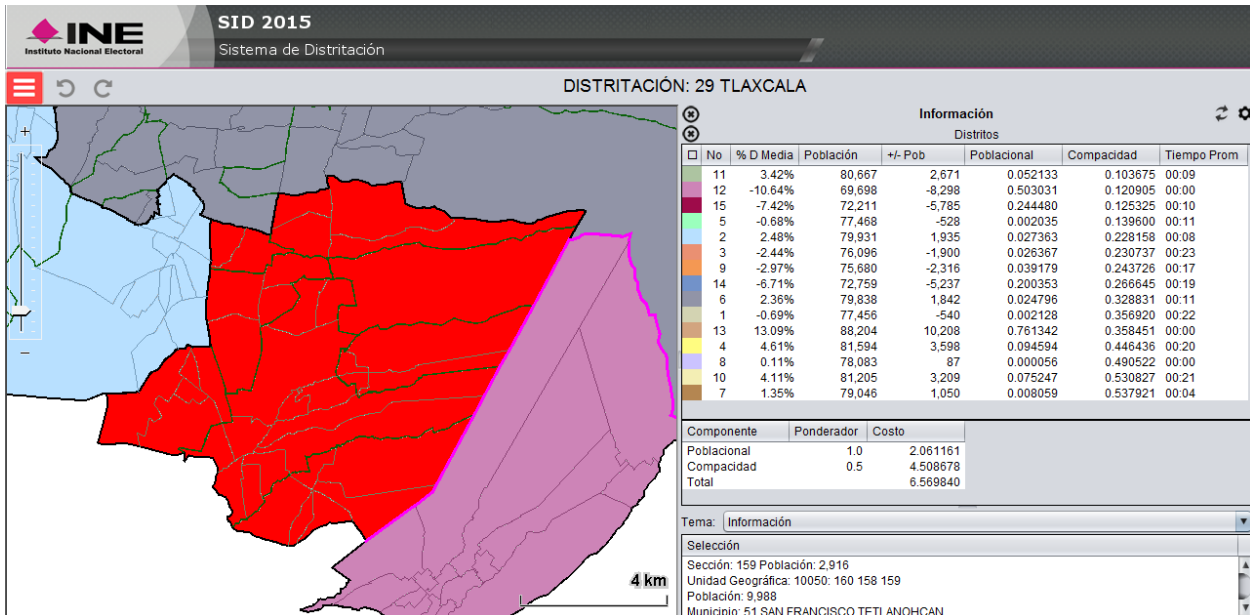 INE
Instituto Nacional Electoral
SID 2015
Sistema de Distritación
DISTRITACIÓN: 29 TLAXCALA
+
−
4 km
Información
Distritos
No % D Media Población +/- Pob Poblacional Compacidad Tiempo Prom
11 3.42% 80,667 2,671 0.052133 0.103675 00:09
12 -10.64% 69,698 -8,298 0.503031 0.120905 00:00
15 -7.42% 72,211 -5,785 0.244480 0.125325 00:10
5 -0.68% 77,468 -528 0.002035 0.139600 00:11
2 2.48% 79,931 1,935 0.027363 0.228158 00:08
3 -2.44% 76,096 -1,900 0.026367 0.230737 00:23
9 -2.97% 75,680 -2,316 0.039179 0.243726 00:17
14 -6.71% 72,759 -5,237 0.200353 0.266645 00:19
6 2.36% 79,838 1,842 0.024796 0.328831 00:11
1 -0.69% 77,456 -540 0.002128 0.356920 00:22
13 13.09% 88,204 10,208 0.761342 0.358451 00:00
4 4.61% 81,594 3,598 0.094594 0.446436 00:20
8 0.11% 78,083 87 0.000056 0.490522 00:00
10 4.11% 81,205 3,209 0.075247 0.530827 00:21
7 1.35% 79,046 1,050 0.008059 0.537921 00:04
Componente Ponderador Costo
Poblacional 1.0 2.061161
Compacidad 0.5 4.508678
Total 6.569840
Tema: Información
Selección
Sección: 159 Población: 2,916
Unidad Geográfica: 10050: 160 158 159
Población: 9,988
Municipio: 51 SAN FRANCISCO TETLANOHCAN